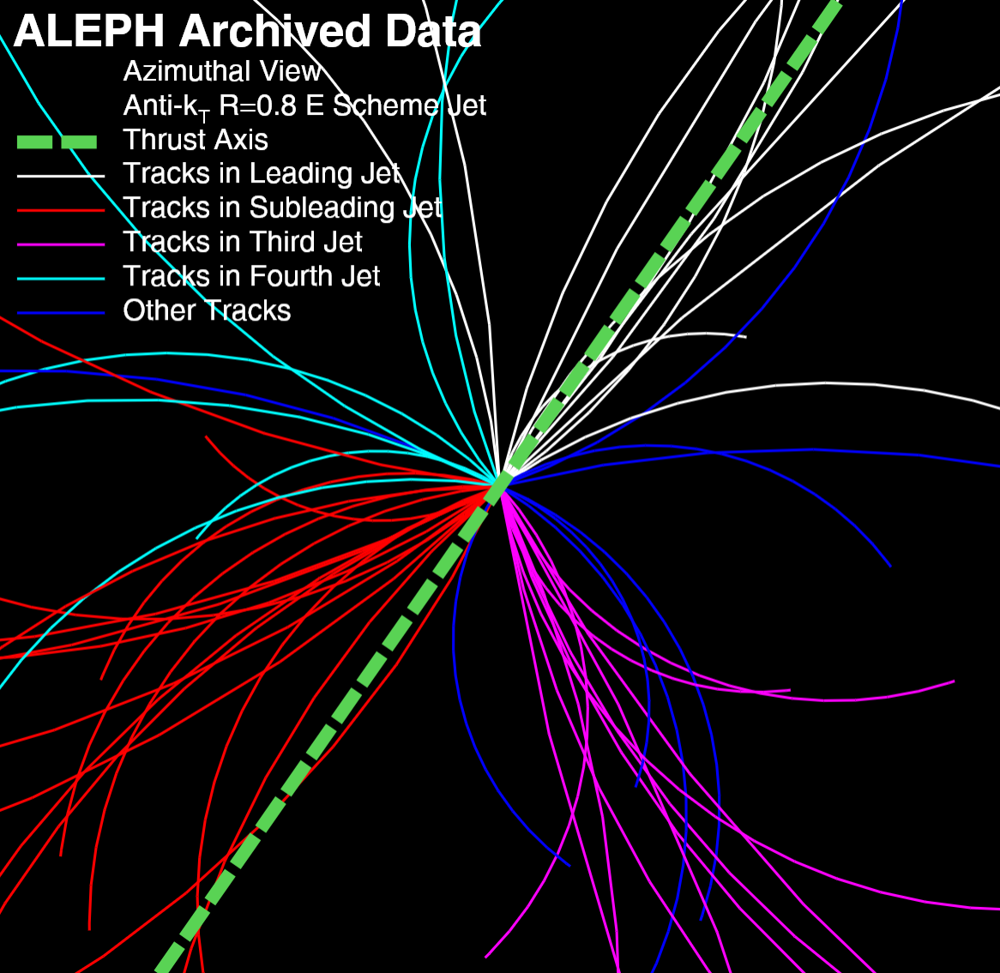 ALEPH Archived Data
Azimuthal View
Anti-kT R=0.8 E Scheme Jet
Thrust Axis
Tracks in Leading Jet
Tracks in Subleading Jet
Tracks in Third Jet
Tracks in Fourth Jet
Other Tracks